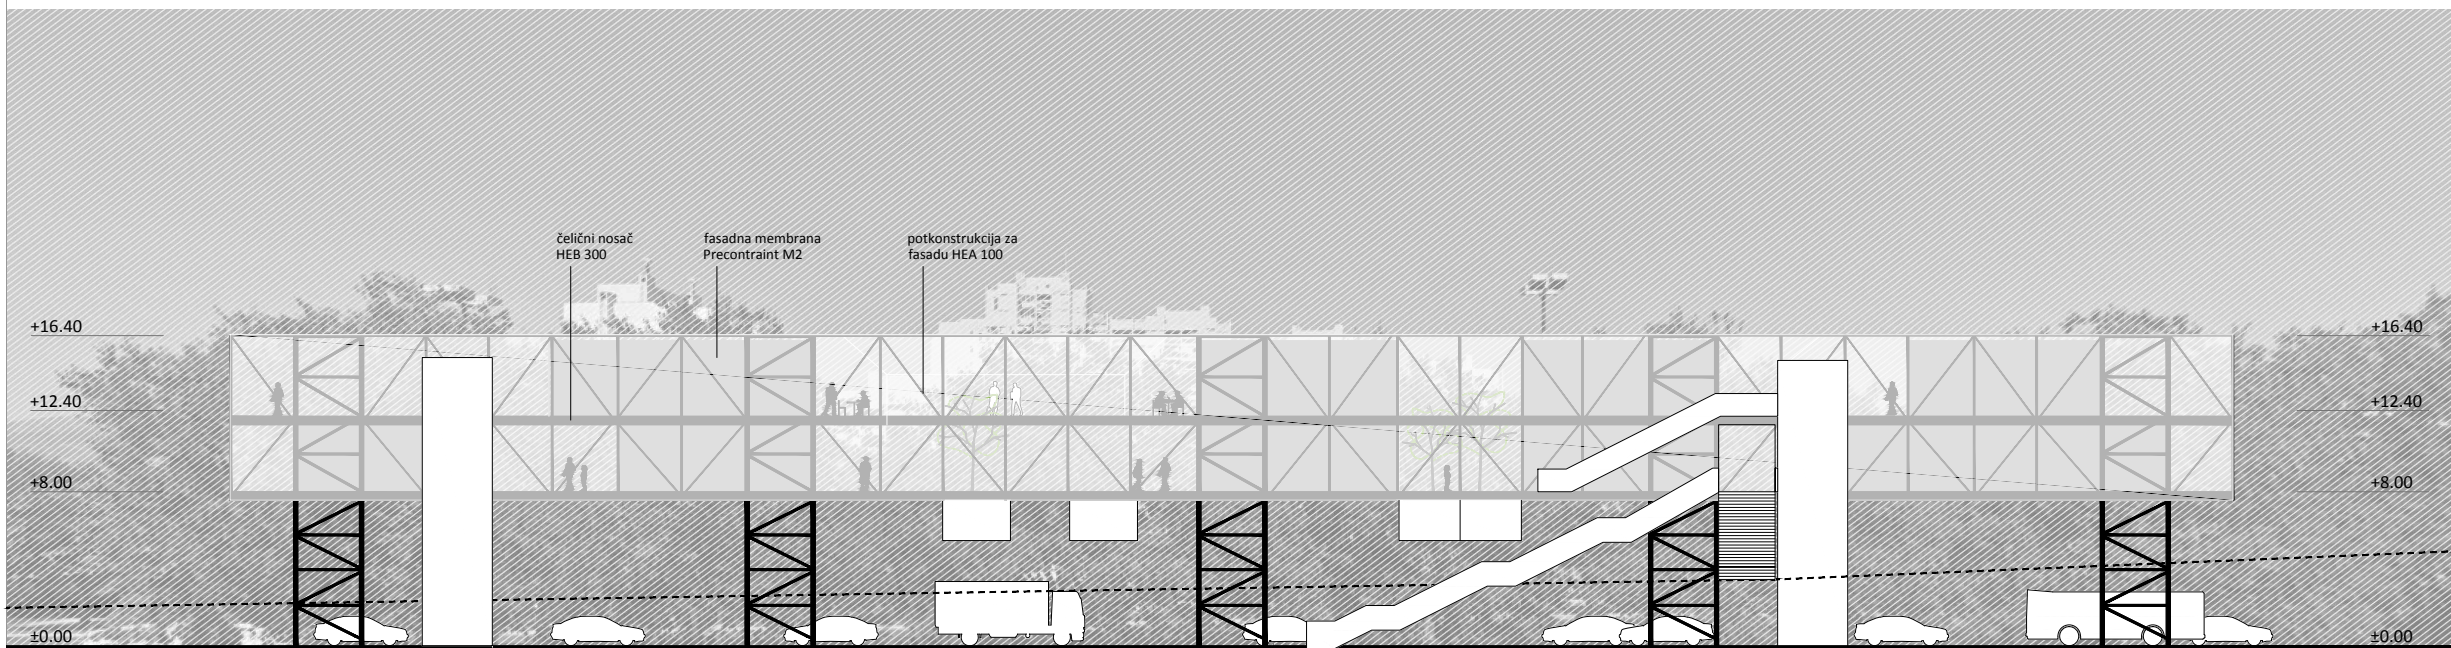 čelični nosač
HEB 300
fasadna membrana
Precontraint M2
potkonstrukcija za
fasadu HEA 100
+16.40
+16.40
+12.40
+12.40
+8.00
+8.00
±0.00
±0.00